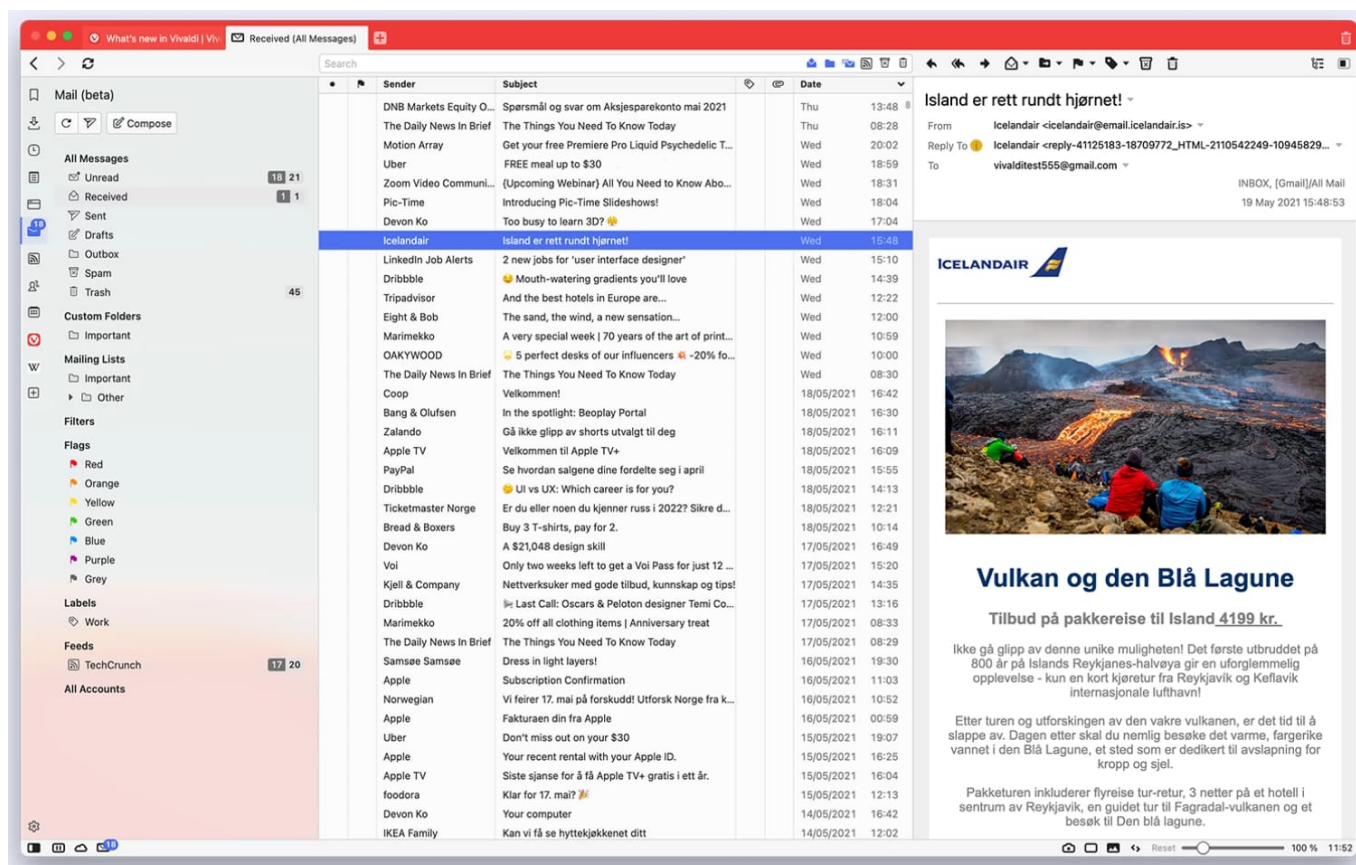 What's new in Vivaldi | Viv
Received (All Messages)
Search
Mail (beta)
Compose
All Messages
Unread 18 21
Received 1 1
Sent
Drafts
Outbox
Spam
Trash 45
Custom Folders
Important
Mailing Lists
Important
Other
Filters
Flags
Red
Orange
Yellow
Green
Blue
Purple
Grey
Labels
Work
Feeds
TechCrunch 17 20
All Accounts
18
W
18
Sender Subject Date
DNB Markets Equity O... Spørsmål og svar om Aksjesparekonto mai 2021 Thu 13:48
The Daily News In Brief The Things You Need To Know Today Thu 08:28
Motion Array Get your free Premiere Pro Liquid Psychedelic T... Wed 20:02
Uber FREE meal up to $30 Wed 18:59
Zoom Video Communi... {Upcoming Webinar} All You Need to Know Abo... Wed 18:31
Pic-Time Introducing Pic-Time Slideshows! Wed 18:04
Devon Ko Too busy to learn 3D? Wed 17:04
Icelandair Island er rett rundt hjørnet! Wed 15:48
LinkedIn Job Alerts 2 new jobs for 'user interface designer' Wed 15:10
Dribbble 😋 Mouth-watering gradients you'll love Wed 14:39
Tripadvisor And the best hotels in Europe are... Wed 12:22
Eight & Bob The sand, the wind, a new sensation... Wed 12:00
Marimekko A very special week | 70 years of the art of print... Wed 10:59
OAKYWOOD 5 perfect desks of our influencers 💥 -20% fo... Wed 10:00
The Daily News In Brief The Things You Need To Know Today Wed 08:30
Coop Velkommen! 18/05/2021 16:42
Bang & Olufsen In the spotlight: Beoplay Portal 18/05/2021 16:30
Zalando Gå ikke glipp av shorts utvalgt til deg 18/05/2021 16:11
Apple TV Velkommen til Apple TV+ 18/05/2021 16:09
PayPal Se hvordan salgene dine fordelte seg i april 18/05/2021 15:55
Dribbble 🤔 UI vs UX: Which career is for you? 18/05/2021 14:13
Ticketmaster Norge Er du eller noen du kjenner russ i 2022? Sikre d... 18/05/2021 12:21
Bread & Boxers Buy 3 T-shirts, pay for 2. 18/05/2021 10:14
Devon Ko A $21,048 design skill 17/05/2021 16:49
Voi Only two weeks left to get a Voi Pass for just 12 ... 17/05/2021 15:20
Kjell & Company Nettverksuker med gode tilbud, kunnskap og tips! 17/05/2021 14:35
Dribbble Last Call: Oscars & Peloton designer Temi Co... 17/05/2021 13:16
Marimekko 20% off all clothing items | Anniversary treat 17/05/2021 08:33
The Daily News In Brief The Things You Need To Know Today 17/05/2021 08:29
Samsøe Samsøe Dress in light layers! 16/05/2021 19:30
Apple Subscription Confirmation 16/05/2021 11:03
Norwegian Vi feirer 17. mai på forskudd! Utforsk Norge fra k... 16/05/2021 10:52
Apple Fakturaen din fra Apple 16/05/2021 00:59
Uber Don't miss out on your $30 15/05/2021 19:07
Apple Your recent rental with your Apple ID. 15/05/2021 16:25
Apple TV Siste sjanse for å få Apple TV+ gratis i ett år. 15/05/2021 16:04
foodora Klar for 17. mai? 🎉 15/05/2021 12:13
Devon Ko Your computer 14/05/2021 16:42
IKEA Family Kan vi få se hyttekjøkkenet ditt 14/05/2021 12:02
Island er rett rundt hjørnet!
From Icelandair <icelandair@email.icelandair.is>
Reply To Icelandair <reply-41125183-18709772_HTML-2110542249-10945829...
To vivalditest555@gmail.com
INBOX, [Gmail]/All Mail
19 May 2021 15:48:53
ICELANDAIR
Vulkan og den Blå Lagune
Tilbud på pakkereise til Island 4199 kr.
Ikke gå glipp av denne unike muligheten! Det første utbruddet på
800 år på Islands Reykjanes-halvøya gir en uforglemmelig
opplevelse - kun en kort kjøretur fra Reykjavík og Keflavik
internasjonale lufthavn!
Etter turen og utforskingen av den vakre vulkanen, er det tid til å
slappe av. Dagen etter skal du nemlig besøke det varme, fargerike
vannet i den Blå Lagune, et sted som er dedikert til avslapning for
kropp og sjel.
Pakketuren inkluderer flyreise tur-retur, 3 netter på et hotell i
sentrum av Reykjavik, en guidet tur til Fagradal-vulkanen og et
besøk til Den blå lagune.
Reset 100 % 11:52